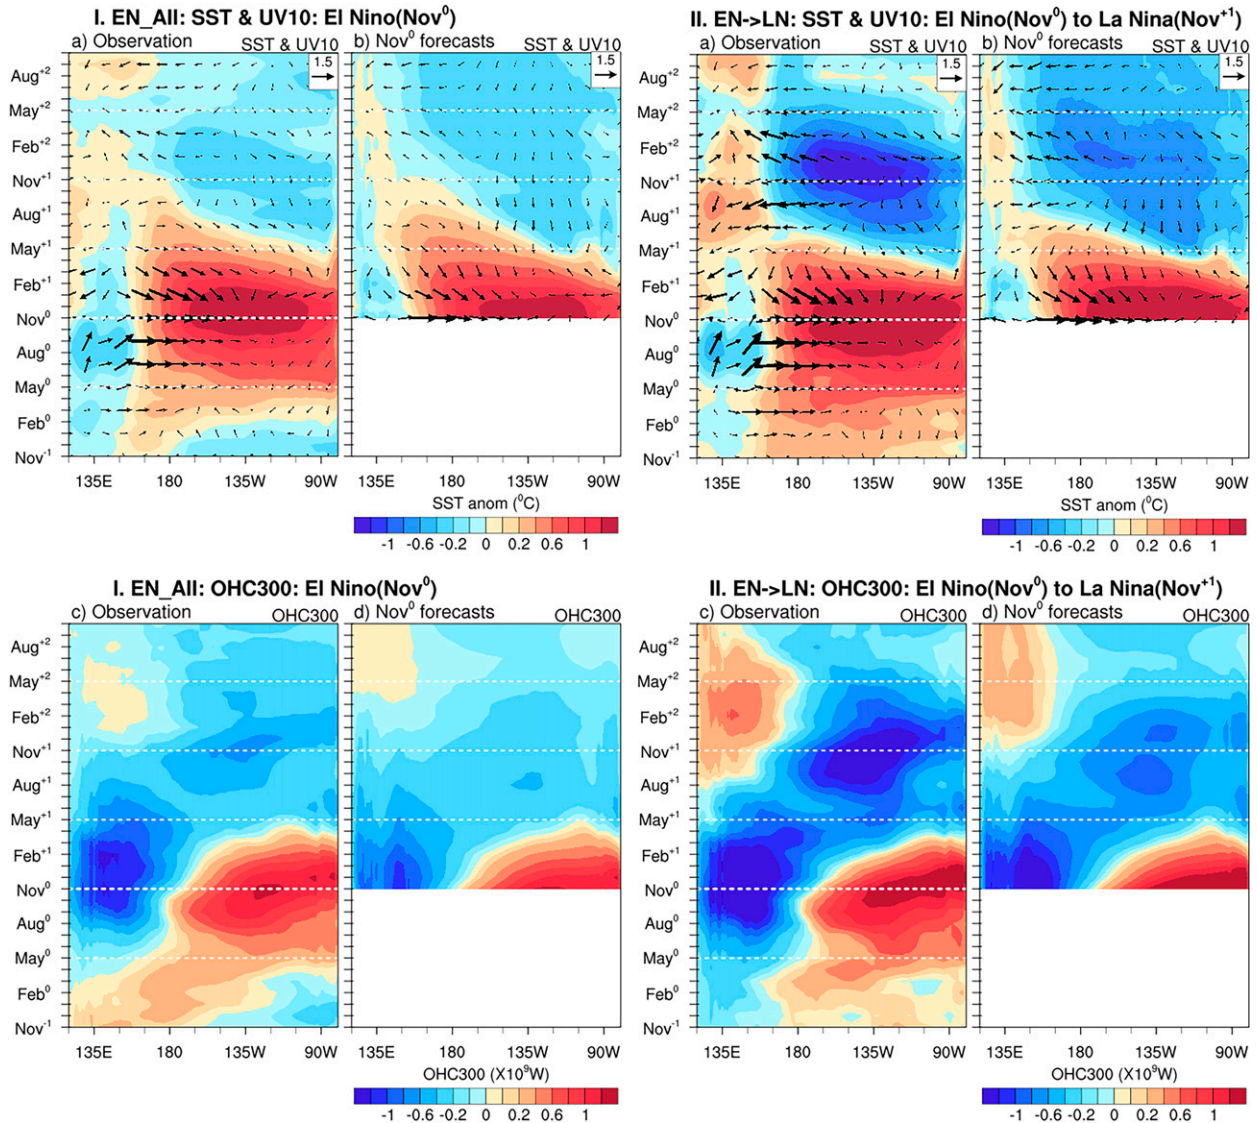 I. EN_All: SST & UV10: El Nino(Nov⁰)
a) Observation SST & UV10
b) Nov⁰ forecasts SST & UV10
1.5
1.5
Aug⁺²
May⁺²
Feb⁺²
Nov⁺¹
Aug⁺¹
May⁺¹
Feb⁺¹
Nov⁰
Aug⁰
May⁰
Feb⁰
Nov⁻¹
135E 180 135W 90W
135E 180 135W 90W
SST anom (⁰C)
-1 -0.6 -0.2 0 0.2 0.6 1
II. EN->LN: SST & UV10: El Nino(Nov⁰) to La Nina(Nov⁺¹)
a) Observation SST & UV10
b) Nov⁰ forecasts SST & UV10
1.5
1.5
Aug⁺²
May⁺²
Feb⁺²
Nov⁺¹
Aug⁺¹
May⁺¹
Feb⁺¹
Nov⁰
Aug⁰
May⁰
Feb⁰
Nov⁻¹
135E 180 135W 90W
135E 180 135W 90W
SST anom (⁰C)
-1 -0.6 -0.2 0 0.2 0.6 1
I. EN_All: OHC300: El Nino(Nov⁰)
c) Observation OHC300
d) Nov⁰ forecasts OHC300
Aug⁺²
May⁺²
Feb⁺²
Nov⁺¹
Aug⁺¹
May⁺¹
Feb⁺¹
Nov⁰
Aug⁰
May⁰
Feb⁰
Nov⁻¹
135E 180 135W 90W
135E 180 135W 90W
OHC300 (X10⁹W)
-1 -0.6 -0.2 0 0.2 0.6 1
II. EN->LN: OHC300: El Nino(Nov⁰) to La Nina(Nov⁺¹)
c) Observation OHC300
d) Nov⁰ forecasts OHC300
Aug⁺²
May⁺²
Feb⁺²
Nov⁺¹
Aug⁺¹
May⁺¹
Feb⁺¹
Nov⁰
Aug⁰
May⁰
Feb⁰
Nov⁻¹
135E 180 135W 90W
135E 180 135W 90W
OHC300 (X10⁹W)
-1 -0.6 -0.2 0 0.2 0.6 1